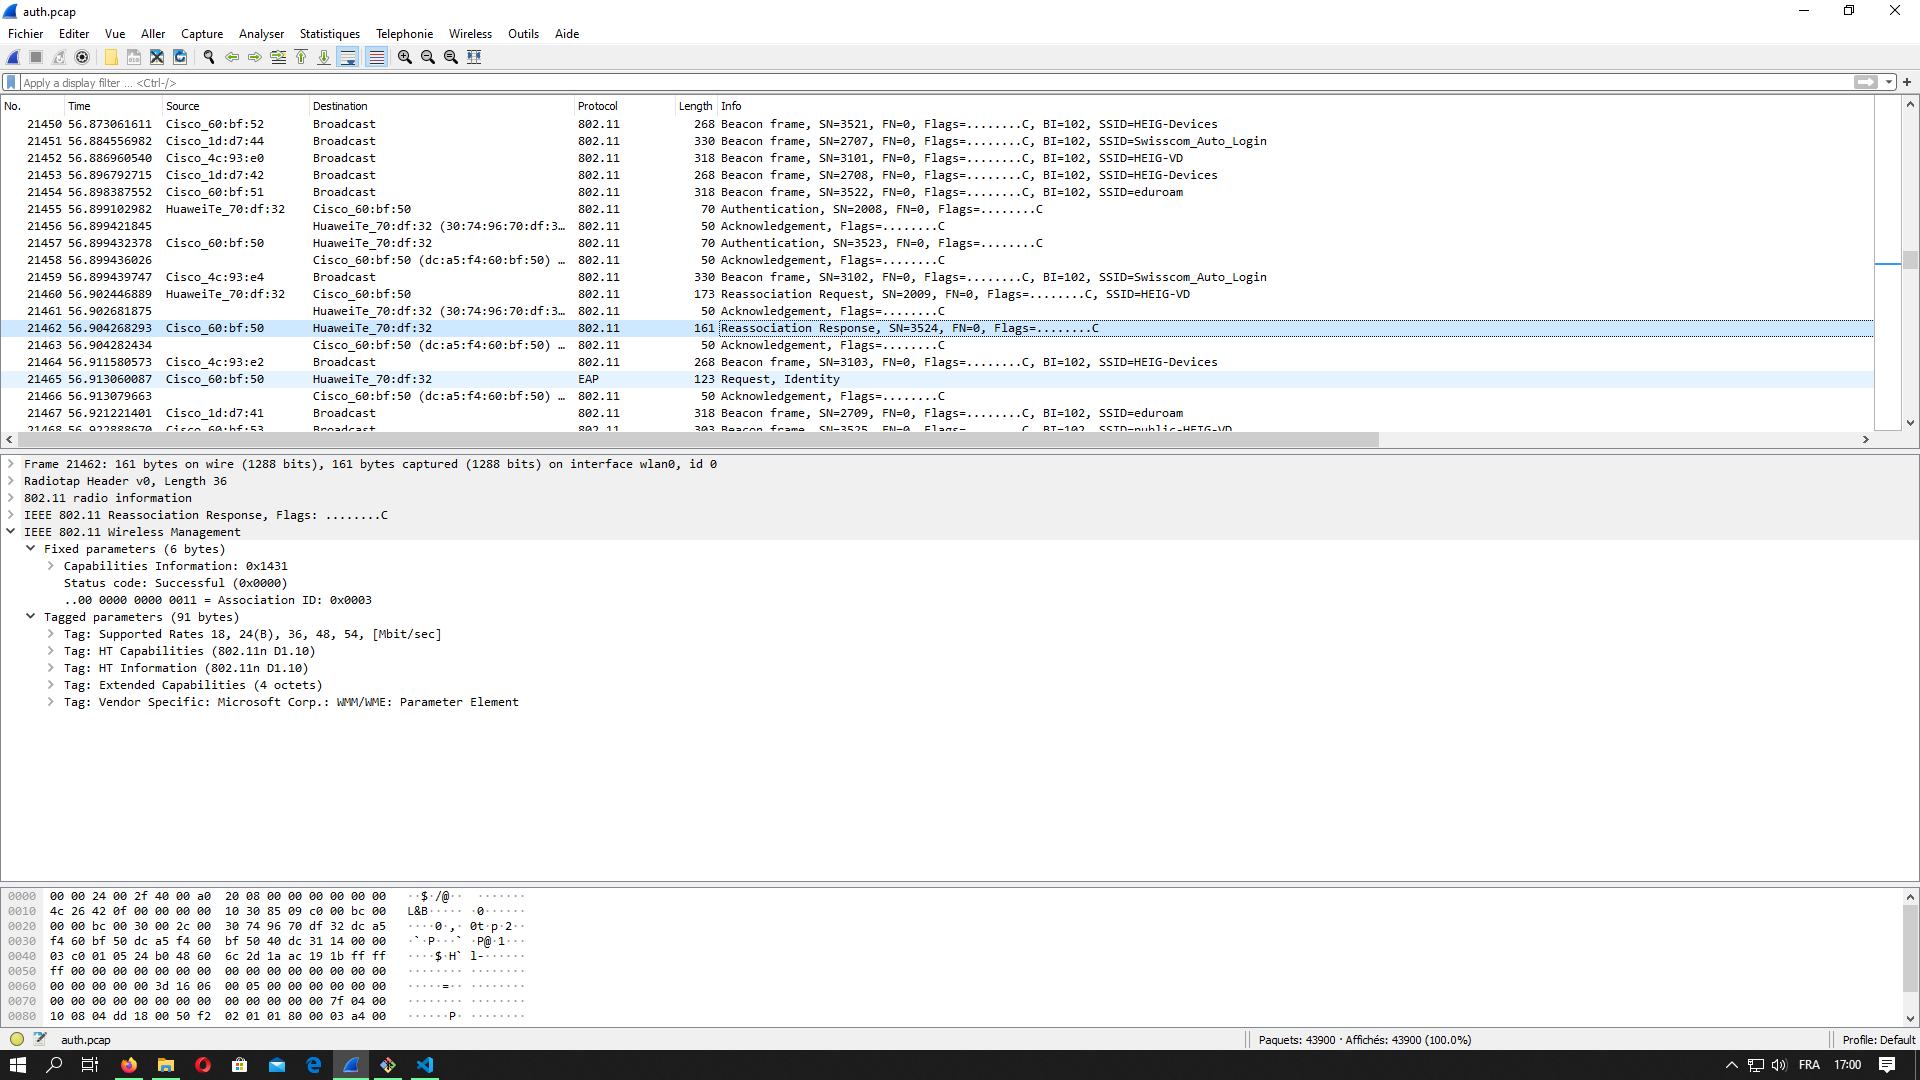 auth.pcap
Fichier Editer Vue Aller Capture Analyser Statistiques Telephonie Wireless Outils Aide
Apply a display filter ... <Ctrl-/>
No. Time Source Destination Protocol Length Info
21450 56.873061611 Cisco_60:bf:52 Broadcast 802.11 268 Beacon frame, SN=3521, FN=0, Flags=........C, BI=102, SSID=HEIG-Devices
21451 56.884556982 Cisco_1d:d7:44 Broadcast 802.11 330 Beacon frame, SN=2707, FN=0, Flags=........C, BI=102, SSID=Swisscom_Auto_Login
21452 56.886960540 Cisco_4c:93:e0 Broadcast 802.11 318 Beacon frame, SN=3101, FN=0, Flags=........C, BI=102, SSID=HEIG-VD
21453 56.896792715 Cisco_1d:d7:42 Broadcast 802.11 268 Beacon frame, SN=2708, FN=0, Flags=........C, BI=102, SSID=HEIG-Devices
21454 56.898387552 Cisco_60:bf:51 Broadcast 802.11 318 Beacon frame, SN=3522, FN=0, Flags=........C, BI=102, SSID=eduroam
21455 56.899102982 HuaweiTe_70:df:32 Cisco_60:bf:50 802.11 70 Authentication, SN=2008, FN=0, Flags=........C
21456 56.899421845 HuaweiTe_70:df:32 (30:74:96:70:df:3… 802.11 50 Acknowledgement, Flags=........C
21457 56.899432378 Cisco_60:bf:50 HuaweiTe_70:df:32 802.11 70 Authentication, SN=3523, FN=0, Flags=........C
21458 56.899436026 Cisco_60:bf:50 (dc:a5:f4:60:bf:50) … 802.11 50 Acknowledgement, Flags=........C
21459 56.899439747 Cisco_4c:93:e4 Broadcast 802.11 330 Beacon frame, SN=3102, FN=0, Flags=........C, BI=102, SSID=Swisscom_Auto_Login
21460 56.902446889 HuaweiTe_70:df:32 Cisco_60:bf:50 802.11 173 Reassociation Request, SN=2009, FN=0, Flags=........C, SSID=HEIG-VD
21461 56.902681875 HuaweiTe_70:df:32 (30:74:96:70:df:3… 802.11 50 Acknowledgement, Flags=........C
21462 56.904268293 Cisco_60:bf:50 HuaweiTe_70:df:32 802.11 161 Reassociation Response, SN=3524, FN=0, Flags=........C
21463 56.904282434 Cisco_60:bf:50 (dc:a5:f4:60:bf:50) … 802.11 50 Acknowledgement, Flags=........C
21464 56.911580573 Cisco_4c:93:e2 Broadcast 802.11 268 Beacon frame, SN=3103, FN=0, Flags=........C, BI=102, SSID=HEIG-Devices
21465 56.913060087 Cisco_60:bf:50 HuaweiTe_70:df:32 EAP 123 Request, Identity
21466 56.913079663 Cisco_60:bf:50 (dc:a5:f4:60:bf:50) … 802.11 50 Acknowledgement, Flags=........C
21467 56.921221401 Cisco_1d:d7:41 Broadcast 802.11 318 Beacon frame, SN=2709, FN=0, Flags=........C, BI=102, SSID=eduroam
21468 56.922888670 Cisco_60:bf:53 Broadcast 802.11 303 Beacon frame, SN=3525, FN=0, Flags=........C, BI=102, SSID=public-HEIG-VD
Frame 21462: 161 bytes on wire (1288 bits), 161 bytes captured (1288 bits) on interface wlan0, id 0
Radiotap Header v0, Length 36
802.11 radio information
IEEE 802.11 Reassociation Response, Flags: ........C
IEEE 802.11 Wireless Management
Fixed parameters (6 bytes)
Capabilities Information: 0x1431
Status code: Successful (0x0000)
..00 0000 0000 0011 = Association ID: 0x0003
Tagged parameters (91 bytes)
Tag: Supported Rates 18, 24(B), 36, 48, 54, [Mbit/sec]
Tag: HT Capabilities (802.11n D1.10)
Tag: HT Information (802.11n D1.10)
Tag: Extended Capabilities (4 octets)
Tag: Vendor Specific: Microsoft Corp.: WMM/WME: Parameter Element
0000 00 00 24 00 2f 40 00 a0 20 08 00 00 00 00 00 00 ··$·/@·· ·······
0010 4c 26 42 0f 00 00 00 00 10 30 85 09 c0 00 bc 00 L&B····· ·0······
0020 00 00 bc 00 30 00 2c 00 30 74 96 70 df 32 dc a5 ····0·,· 0t·p·2··
0030 f4 60 bf 50 dc a5 f4 60 bf 50 40 dc 31 14 00 00 ·`·P···` ·P@·1···
0040 03 c0 01 05 24 b0 48 60 6c 2d 1a ac 19 1b ff ff ····$·H` l-······
0050 ff 00 00 00 00 00 00 00 00 00 00 00 00 00 00 00 ········ ········
0060 00 00 00 00 00 3d 16 06 00 05 00 00 00 00 00 00 ·····=·· ········
0070 00 00 00 00 00 00 00 00 00 00 00 00 00 7f 04 00 ········ ········
0080 10 08 04 dd 18 00 50 f2 02 01 01 80 00 03 a4 00 ······P· ········
auth.pcap Paquets: 43900 · Affichés: 43900 (100.0%) Profile: Default
FRA 17:00